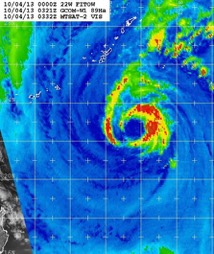 10/04/13 0000Z 22W FITOW
10/04/13 0321Z GCOM-W1 89Hz
10/04/13 0332Z MTSAT-2 VIS